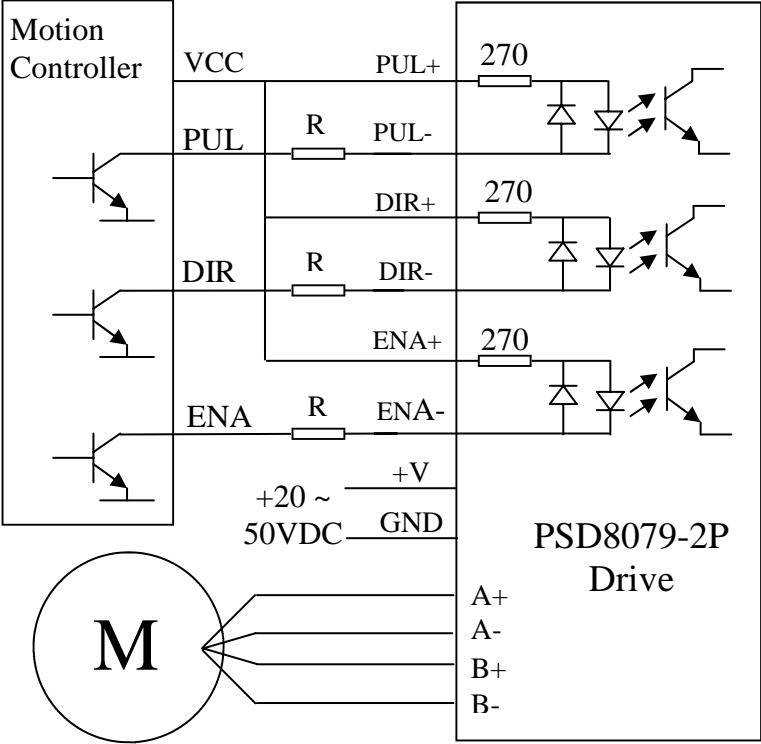 Motion
Controller
VCC
PUL+
270
PUL
R
PUL-
DIR+
270
DIR
R
DIR-
ENA+
270
ENA
R
ENA-
+20 ~
50VDC
+V
GND
PSD8079-2P
Drive
M
A+
A-
B+
B-